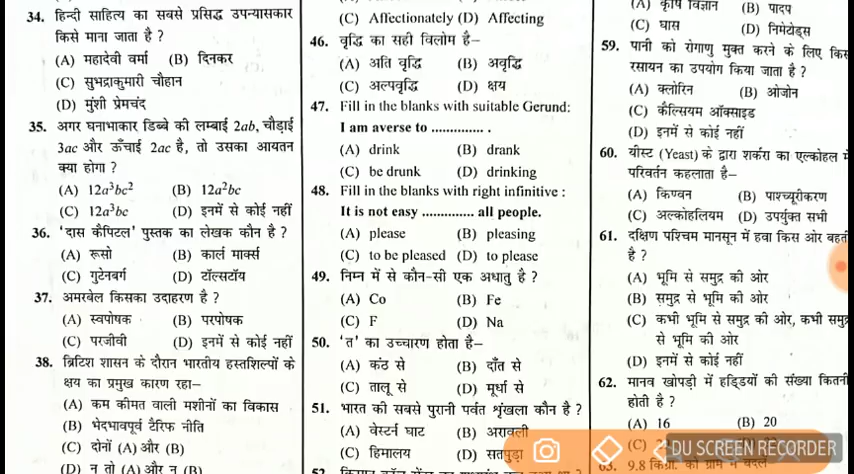 34. हिन्दी साहित्य का सबसे प्रसिद्ध उपन्यासकार
किसे माना जाता है ?
(A) महादेवी वर्मा (B) दिनकर
(C) सुभद्राकुमारी चौहान
(D) मुंशी प्रेमचंद
35. अगर घनाभाकार डिब्बे की लम्बाई 2ab, चौड़ाई
3ac और ऊँचाई 2ac है, तो उसका आयतन
क्या होगा ?
(A) 12a³bc² (B) 12a²bc
(C) 12a³bc (D) इनमें से कोई नहीं
36. 'दास कैपिटल' पुस्तक का लेखक कौन है ?
(A) रूसो (B) कार्ल मार्क्स
(C) गुटेनबर्ग (D) टॉल्सटॉय
37. अमरबेल किसका उदाहरण है ?
(A) स्वपोषक (B) परपोषक
(C) परजीवी (D) इनमें से कोई नहीं
38. ब्रिटिश शासन के दौरान भारतीय हस्तशिल्पों के
क्षय का प्रमुख कारण रहा–
(A) कम कीमत वाली मशीनों का विकास
(B) भेदभावपूर्व टैरिफ नीति
(C) दोनों (A) और (B)
(D) न तो (A) और न (B)
(C) Affectionately (D) Affecting
46. वृद्धि का सही विलोम है–
(A) अति वृद्धि (B) अवृद्धि
(C) अल्पवृद्धि (D) क्षय
47. Fill in the blanks with suitable Gerund:
I am averse to .............. .
(A) drink (B) drank
(C) be drunk (D) drinking
48. Fill in the blanks with right infinitive :
It is not easy ............. all people.
(A) please (B) pleasing
(C) to be pleased (D) to please
49. निम्न में से कौन-सी एक अधातु है ?
(A) Co (B) Fe
(C) F (D) Na
50. 'त' का उच्चारण होता है–
(A) कंठ से (B) दाँत से
(C) तालू से (D) मूर्धा से
51. भारत की सबसे पुरानी पर्वत श्रृंखला कौन है ?
(A) वेस्टर्न घाट (B) अरावली
(C) हिमालय (D) सतपुड़ा
(A) कृषि विज्ञान (B) पादप
(C) घास (D) निमेटोड्स
59. पानी को रोगाणु मुक्त करने के लिए किस
रसायन का उपयोग किया जाता है ?
(A) क्लोरिन (B) ओजोन
(C) कैल्सियम ऑक्साइड
(D) इनमें से कोई नहीं
60. यीस्ट (Yeast) के द्वारा शर्करा का एल्कोहल में
परिवर्तन कहलाता है–
(A) किण्वन (B) पाश्च्यूरीकरण
(C) अल्कोहलियम (D) उपर्युक्त सभी
61. दक्षिण पश्चिम मानसून में हवा किस ओर बहती
है ?
(A) भूमि से समुद्र की ओर
(B) समुद्र से भूमि की ओर
(C) कभी भूमि से समुद्र की ओर, कभी समुद्र
से भूमि की ओर
(D) इनमें से कोई नहीं
62. मानव खोपड़ी में हड्डियों की संख्या कितनी
होती है ?
(A) 16 (B) 20
(C)
DU SCREEN RECORDER
63. 9.8 किग्रा. को ग्राम में बदलें